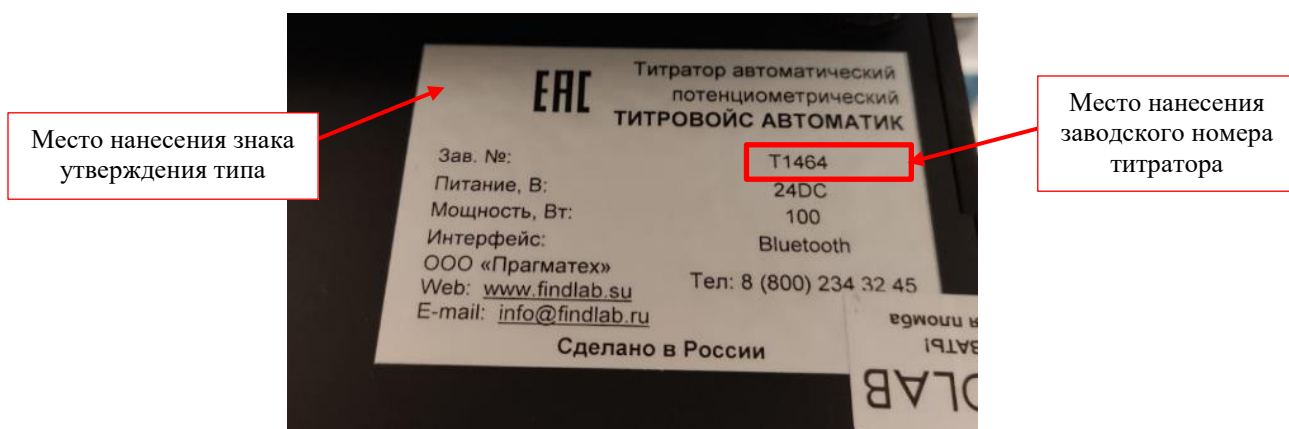 Место нанесения знака
утверждения типа
EAC
Титратор автоматический
потенциометрический
ТИТРОВОЙС АВТОМАТИК
Зав. №: Т1464
Питание, В: 24DC
Мощность, Вт: 100
Интерфейс: Bluetooth
ООО «Прагматех»
Web: www.findlab.su Тел: 8 (800) 234 32 45
E-mail: info@findlab.ru
Сделано в России
Место нанесения
заводского номера
титратора
пломба